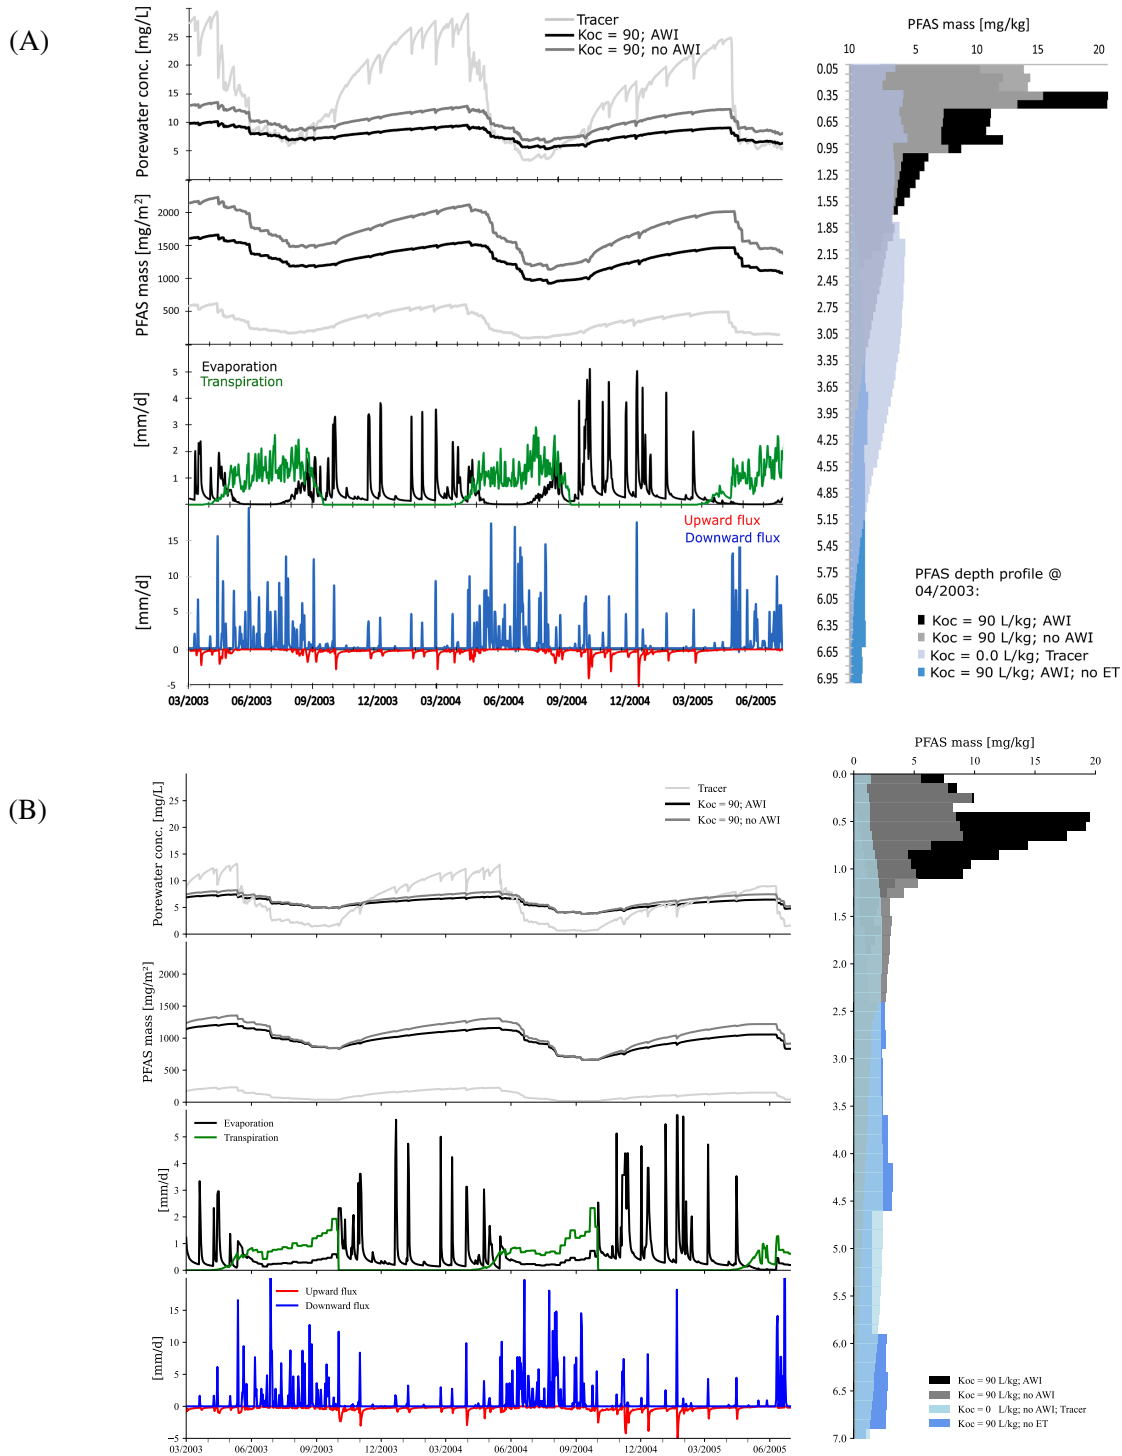 (A)
Porewater conc. [mg/L]
25
20
15
10
5
Tracer
Koc = 90; AWI
Koc = 90; no AWI
PFAS mass [mg/m²]
2000
1500
1000
500
[mm/d]
5
4
3
2
1
Evaporation
Transpiration
[mm/d]
15
10
5
0
-5
Upward flux
Downward flux
03/2003 06/2003 09/2003 12/2003 03/2004 06/2004 09/2004 12/2004 03/2005 06/2005
PFAS mass [mg/kg]
10 5 10 15 20
0.05
0.35
0.65
0.95
1.25
1.55
1.85
2.15
2.45
2.75
3.05
3.35
3.65
3.95
4.25
4.55
4.85
5.15
5.45
5.75
6.05
6.35
6.65
6.95
PFAS depth profile @
04/2003:
Koc = 90 L/kg; AWI
Koc = 90 L/kg; no AWI
Koc = 0.0 L/kg; Tracer
Koc = 90 L/kg; AWI; no ET
(B)
Porewater conc. [mg/L]
25
20
15
10
5
0
Tracer
Koc = 90; AWI
Koc = 90; no AWI
PFAS mass [mg/m²]
2000
1500
1000
500
0
[mm/d]
5
4
3
2
1
0
Evaporation
Transpiration
[mm/d]
15
10
5
0
−5
Upward flux
Downward flux
03/2003 06/2003 09/2003 12/2003 03/2004 06/2004 09/2004 12/2004 03/2005 06/2005
PFAS mass [mg/kg]
0 5 10 15 20
0.0
0.5
1.0
1.5
2.0
2.5
3.0
3.5
4.0
4.5
5.0
5.5
6.0
6.5
7.0
Koc = 90 L/kg; AWI
Koc = 90 L/kg; no AWI
Koc = 0 L/kg; no AWI; Tracer
Koc = 90 L/kg; no ET